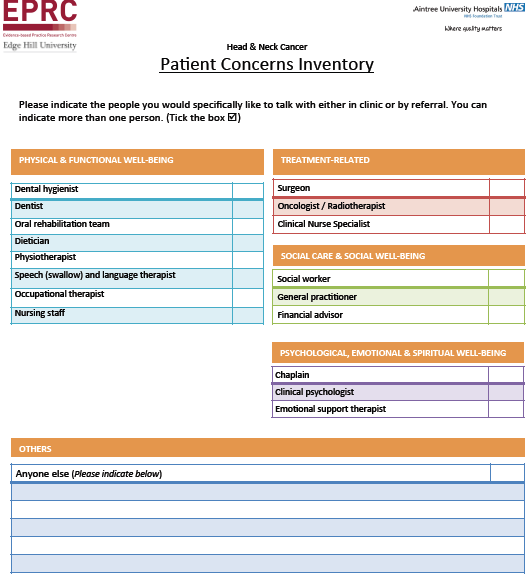 EPRC
Evidence-based Practice Research Centre
Edge Hill University
Aintree University Hospitals NHS
NHS Foundation Trust
Where quality matters
Head & Neck Cancer
Patient Concerns Inventory
Please indicate the people you would specifically like to talk with either in clinic or by referral. You can
indicate more than one person. (Tick the box ☑)
PHYSICAL & FUNCTIONAL WELL-BEING
Dental hygienist
Dentist
Oral rehabilitation team
Dietician
Physiotherapist
Speech (swallow) and language therapist
Occupational therapist
Nursing staff
TREATMENT-RELATED
Surgeon
Oncologist / Radiotherapist
Clinical Nurse Specialist
SOCIAL CARE & SOCIAL WELL-BEING
Social worker
General practitioner
Financial advisor
PSYCHOLOGICAL, EMOTIONAL & SPIRITUAL WELL-BEING
Chaplain
Clinical psychologist
Emotional support therapist
OTHERS
Anyone else (Please indicate below)